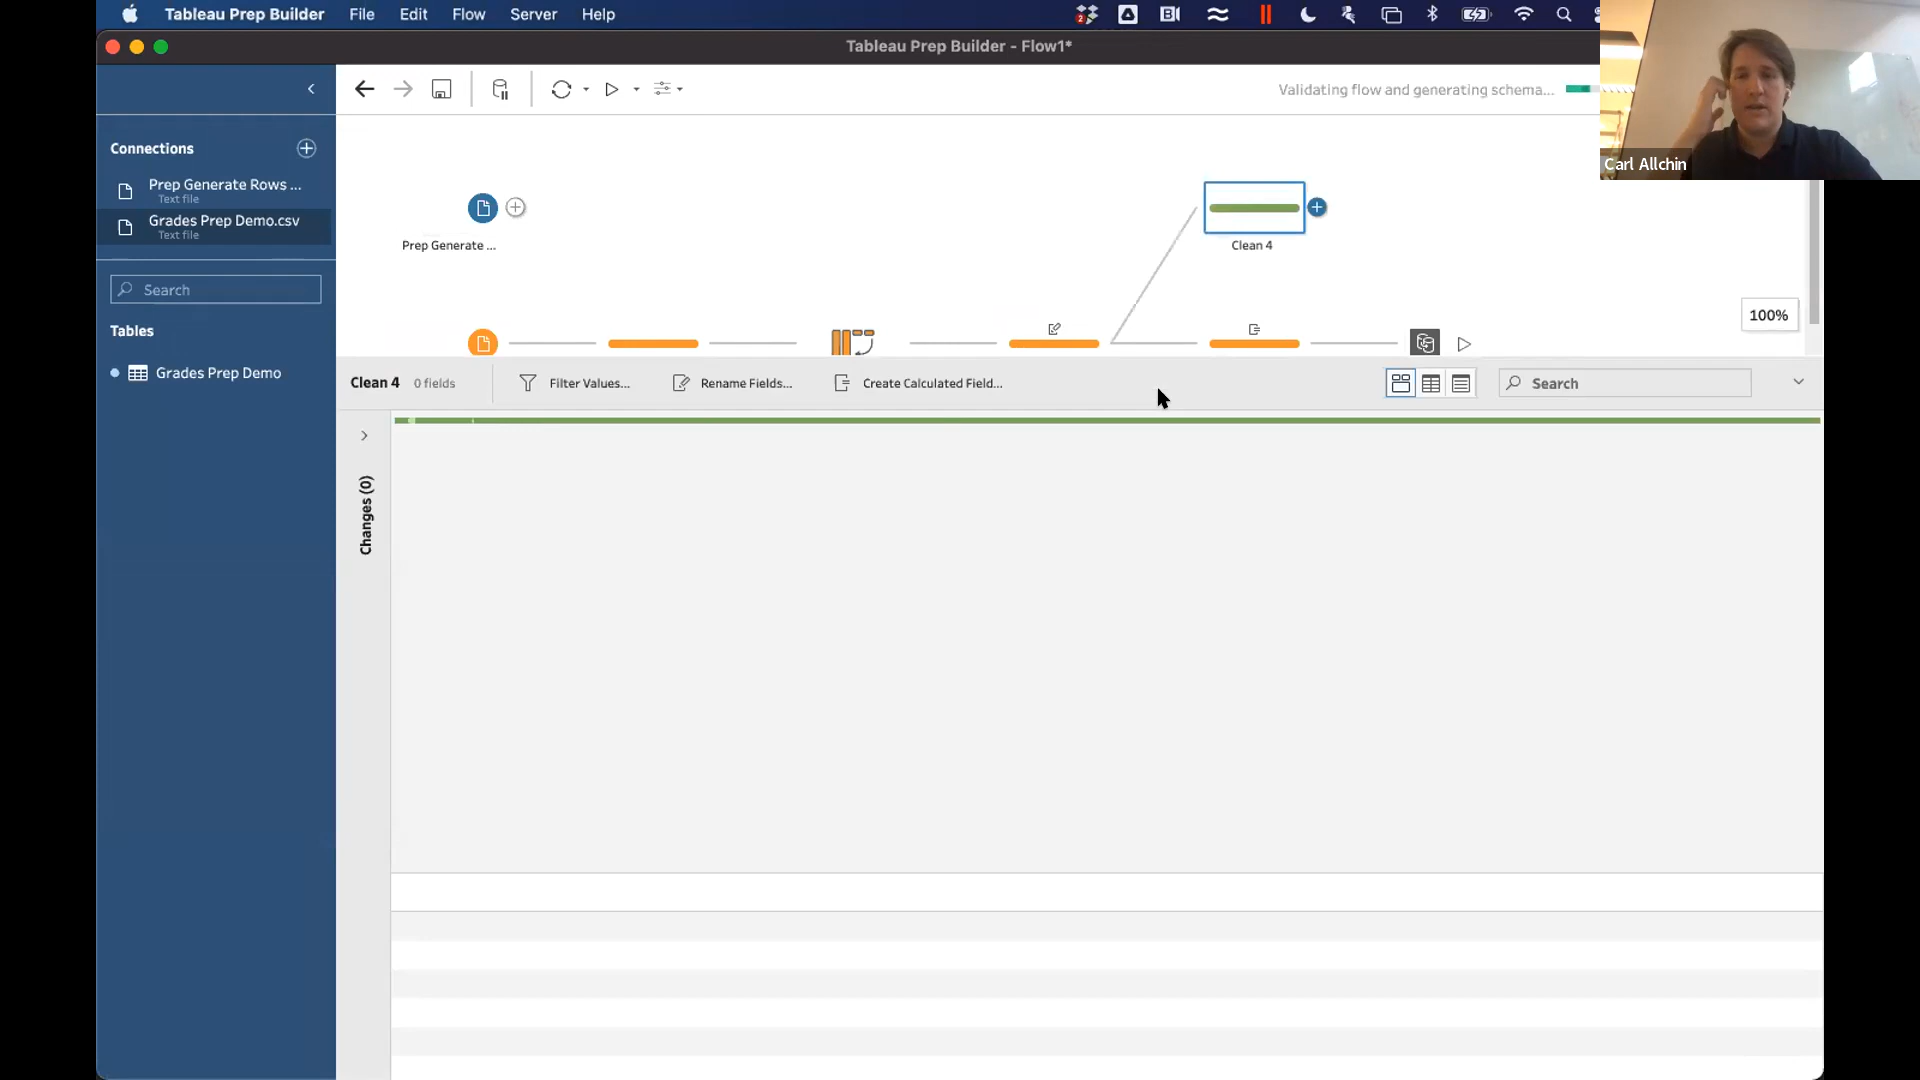 Tableau Prep Builder File Edit Flow Server Help
2
Tableau Prep Builder - Flow1*
Validating flow and generating schema...
Carl Allchin
Connections
Prep Generate Rows ...
Text file
Grades Prep Demo.csv
Text file
Search
Tables
Grades Prep Demo
Prep Generate ...
Clean 4
100%
Clean 4 0 fields Filter Values... Rename Fields... Create Calculated Field... Search
Changes (0)